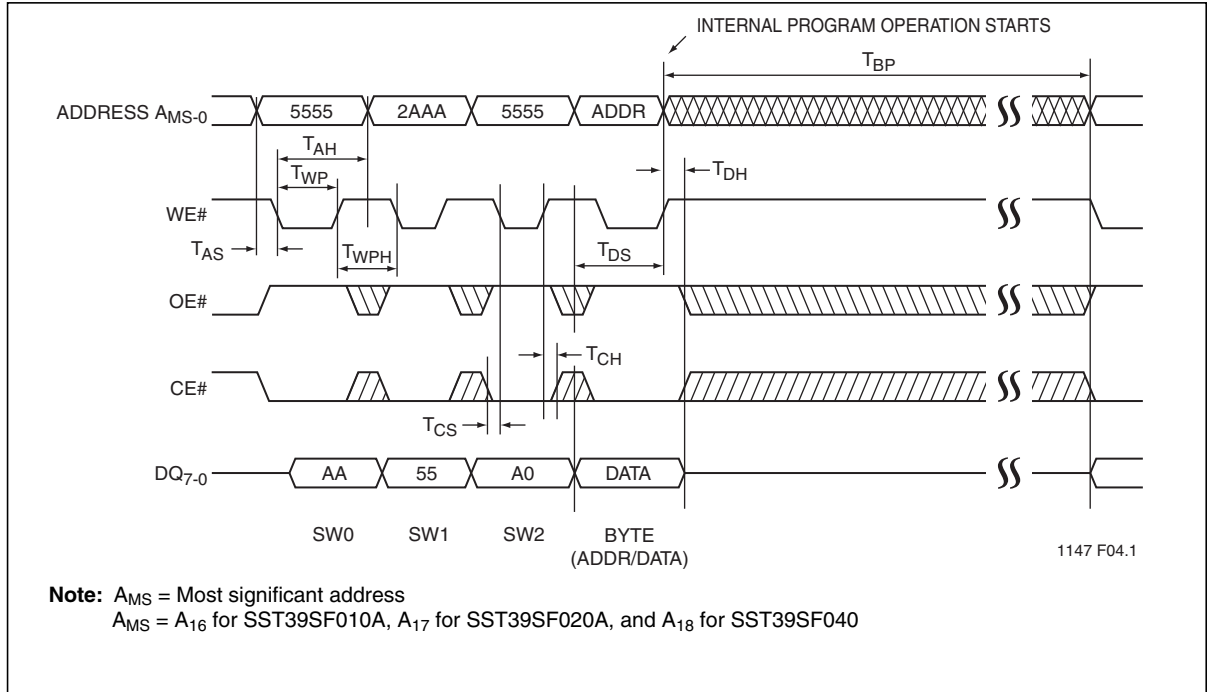 INTERNAL PROGRAM OPERATION STARTS
TBP
ADDRESS AMS-0 5555 2AAA 5555 ADDR
TAH
TDH
TWP
WE#
TAS
TWPH
TDS
OE#
TCH
CE#
TCS
DQ7-0 AA 55 A0 DATA
SW0 SW1 SW2 BYTE
(ADDR/DATA)
1147 F04.1
Note: AMS = Most significant address
AMS = A16 for SST39SF010A, A17 for SST39SF020A, and A18 for SST39SF040